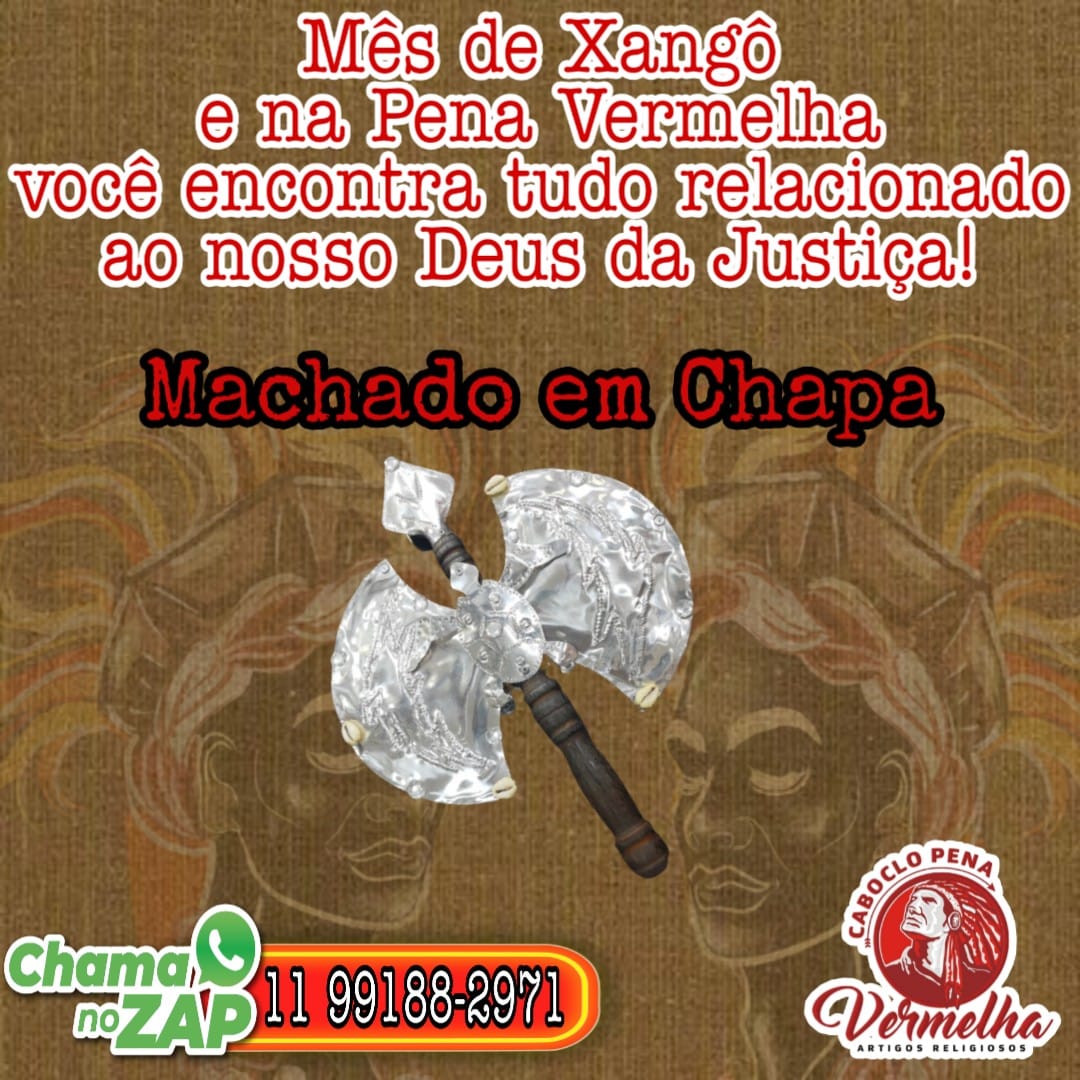 Mês de Xangô
e na Pena Vermelha
você encontra tudo relacionado
ao nosso Deus da Justiça!
Machado em Chapa
CABOCLO PENA
Vermelha
ARTIGOS RELIGIOSOS
Chama
no ZAP
11 99188-2971